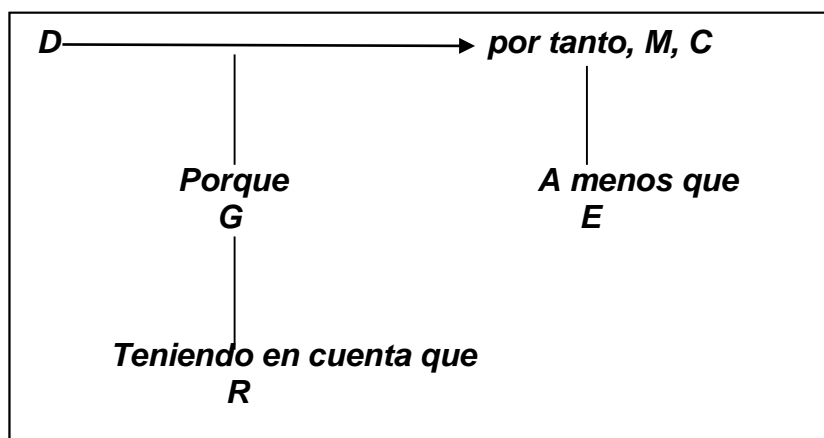 D por tanto, M, C
Porque A menos que
G E
Teniendo en cuenta que
R